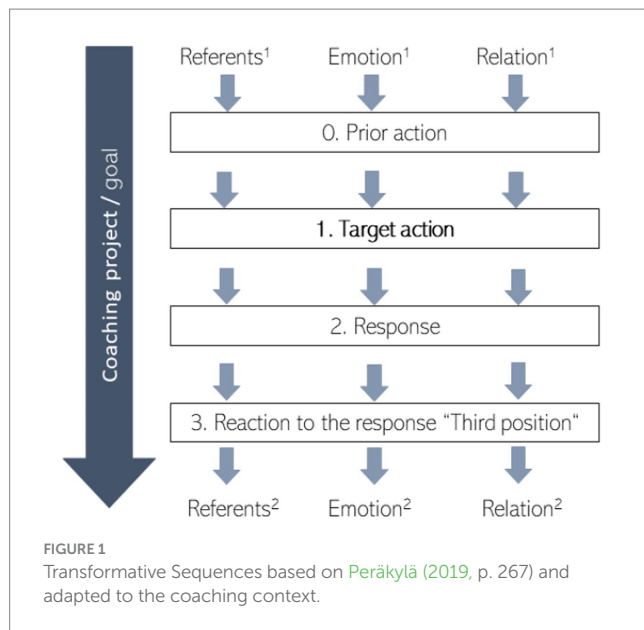 Referents¹ Emotion¹ Relation¹
0. Prior action
1. Target action
2. Response
3. Reaction to the response "Third position“
Referents² Emotion² Relation²
Coaching project / goal
FIGURE 1
Transformative Sequences based on Peräkylä (2019, p. 267) and
adapted to the coaching context.